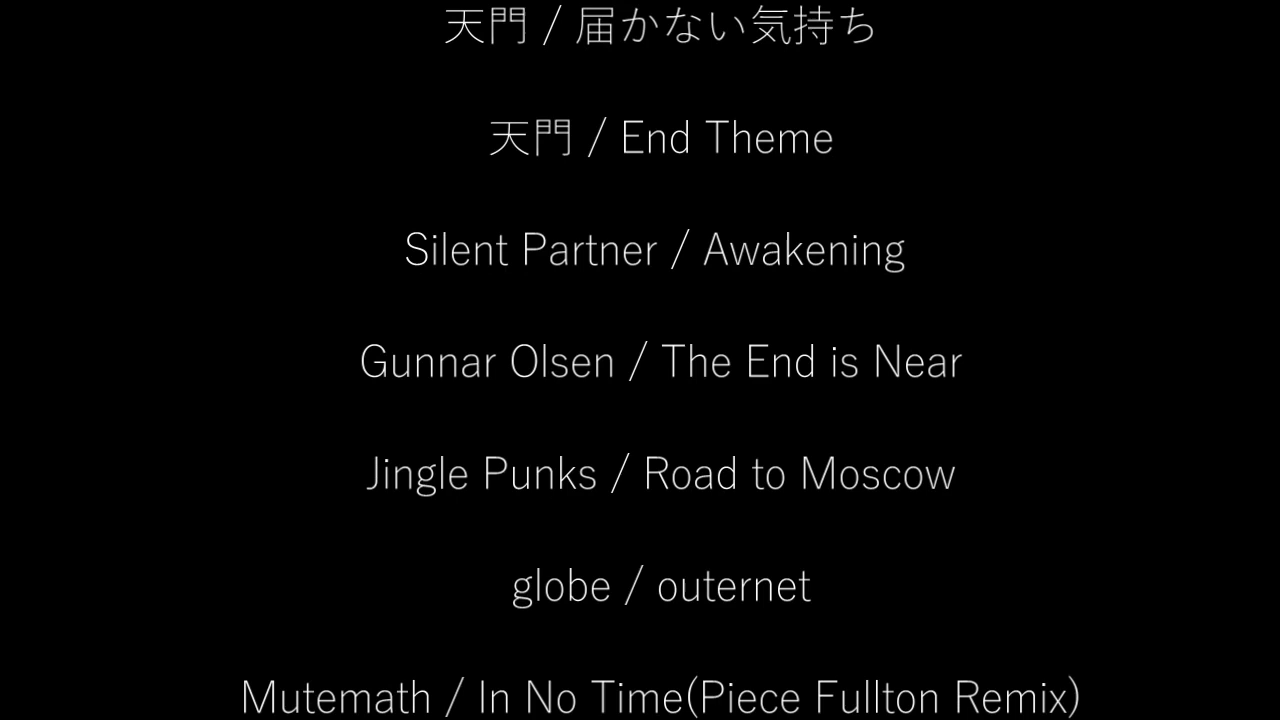 天門 / 届かない気持ち
天門 / End Theme
Silent Partner / Awakening
Gunnar Olsen / The End is Near
Jingle Punks / Road to Moscow
globe / outernet
Mutemath / In No Time(Piece Fullton Remix)